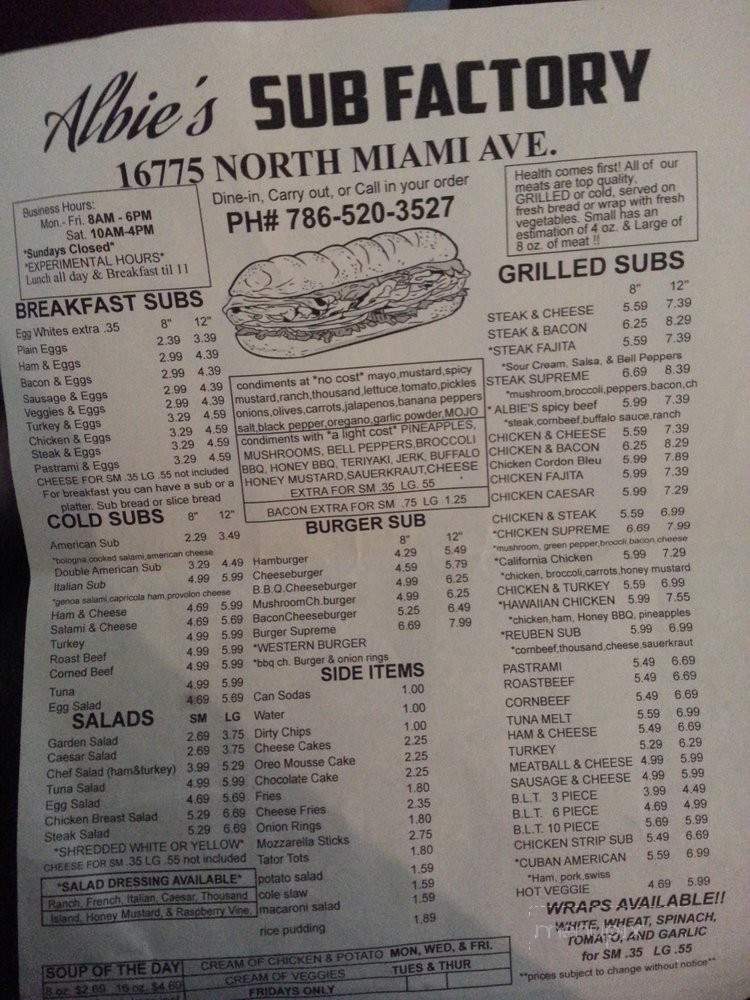 Albie's SUB FACTORY
16775 NORTH MIAMI AVE.
Dine-in, Carry out, or Call in your order
PH# 786-520-3527
Business Hours:
Mon - Fri. 8AM - 6PM
Sat. 10AM-4PM
*Sundays Closed*
*EXPERIMENTAL HOURS*
Lunch all day & Breakfast til 11
Health comes first! All of our
meats are top quality,
GRILLED or cold, served on
fresh bread or wrap with fresh
vegetables. Small has an
estimation of 4 oz. & Large of
8 oz. of meat !!
BREAKFAST SUBS
Egg Whites extra .35 8" 12"
Plain Eggs 2.39 3.39
Ham & Eggs 2.99 4.39
Bacon & Eggs 2.99 4.39
Sausage & Eggs 2.99 4.39
Veggies & Eggs 2.99 4.39
Turkey & Eggs 3.29 4.59
Chicken & Eggs 3.29 4.59
Steak & Eggs 3.29 4.59
Pastrami & Eggs 3.29 4.59
CHEESE FOR SM .35 LG .55 not included
For breakfast you can have a sub or a
platter. Sub bread or slice bread
COLD SUBS 8" 12"
American Sub 2.29 3.49
*bologna,cooked salami,american cheese
Double American Sub 3.29 4.49
Italian Sub 4.99 5.99
*genoa salami,capricola ham,provolon cheese
Ham & Cheese 4.69 5.99
Salami & Cheese 4.69 5.69
Turkey 4.99 5.99
Roast Beef 4.99 5.99
Corned Beef 4.99 5.99
Tuna 4.99 5.99
Egg Salad 4.69 5.69
SALADS SM LG
Garden Salad 2.69 3.75
Caesar Salad 2.69 3.75
Chef Salad (ham&turkey) 3.99 5.29
Tuna Salad 4.99 5.99
Egg Salad 4.69 5.69
Chicken Breast Salad 5.29 6.69
Steak Salad 5.29 6.69
*SHREDDED WHITE OR YELLOW*
CHEESE FOR SM .35 LG .55 not included
*SALAD DRESSING AVAILABLE*
Ranch, French, Italian, Caesar, Thousand
Island, Honey Mustard, & Raspberry Vine.
condiments at *no cost* mayo,mustard,spicy
mustard,ranch,thousand,lettuce,tomato,pickles
onions,olives,carrots,jalapenos,banana peppers
salt,black pepper,oregano,garlic powder,MOJO
condiments with *a light cost* PINEAPPLES,
MUSHROOMS, BELL PEPPERS,BROCCOLI
BBQ, HONEY BBQ, TERIYAKI, JERK, BUFFALO
HONEY MUSTARD,SAUERKRAUT,CHEESE
EXTRA FOR SM .35 LG. 55
BACON EXTRA FOR SM .75 LG 1.25
BURGER SUB
8" 12"
Hamburger 4.29 5.49
Cheeseburger 4.59 5.79
B.B.Q.Cheeseburger 4.99 6.25
MushroomCh.burger 4.99 6.25
BaconCheeseburger 5.25 6.49
Burger Supreme 6.69 7.99
*WESTERN BURGER
*bbq ch. Burger & onion rings
SIDE ITEMS
Can Sodas 1.00
Water 1.00
Dirty Chips 1.00
Cheese Cakes 2.25
Oreo Mousse Cake 2.25
Chocolate Cake 2.25
Fries 1.80
Cheese Fries 2.35
Onion Rings 1.80
Mozzarella Sticks 2.75
Tator Tots 1.80
potato salad 1.59
cole slaw 1.59
macaroni salad 1.59
rice pudding 1.89
GRILLED SUBS
8" 12"
STEAK & CHEESE 5.59 7.39
STEAK & BACON 6.25 8.29
*STEAK FAJITA 5.59 7.39
*Sour Cream, Salsa, & Bell Peppers
STEAK SUPREME 6.69 8.39
*mushroom,broccoli,peppers,bacon,ch
*ALBIE'S spicy beef 5.99 7.39
*steak,cornbeef,buffalo sauce,ranch
CHICKEN & CHEESE 5.59 7.39
CHICKEN & BACON 6.25 8.29
Chicken Cordon Bleu 5.99 7.89
CHICKEN FAJITA 5.99 7.39
CHICKEN CAESAR 5.99 7.29
CHICKEN & STEAK 5.59 6.99
*CHICKEN SUPREME 6.69 7.99
*mushroom, green pepper,broccli,bacon,cheese
*California Chicken 5.99 7.29
*chicken, broccoli,carrots,honey mustard
CHICKEN & TURKEY 5.59 6.99
*HAWAIIAN CHICKEN 5.99 7.55
*chicken,ham, Honey BBQ, pineapples
*REUBEN SUB 5.99 6.99
*cornbeef,thousand,cheese,sauerkraut
PASTRAMI 5.49 6.69
ROASTBEEF 5.49 6.69
CORNBEEF 5.49 6.69
TUNA MELT 5.59 6.99
HAM & CHEESE 5.49 6.69
TURKEY 5.29 6.29
MEATBALL & CHEESE 4.99 5.99
SAUSAGE & CHEESE 4.99 5.99
B.L.T. 3 PIECE 3.99 4.49
B.L.T. 6 PIECE 4.69 4.99
B.L.T. 10 PIECE 5.69 5.99
CHICKEN STRIP SUB 5.49 6.69
*CUBAN AMERICAN 5.59 6.99
*Ham, pork,swiss
HOT VEGGIE 4.69 5.99
WRAPS AVAILABLE!!
WHITE, WHEAT, SPINACH,
TOMATO, AND GARLIC
for SM .35 LG .55
**prices subject to change without notice**
SOUP OF THE DAY
8 oz. $2.69 16 oz. $4.69
CREAM OF CHICKEN & POTATO MON, WED, & FRI.
CREAM OF VEGGIES TUES & THUR
FRIDAYS ONLY